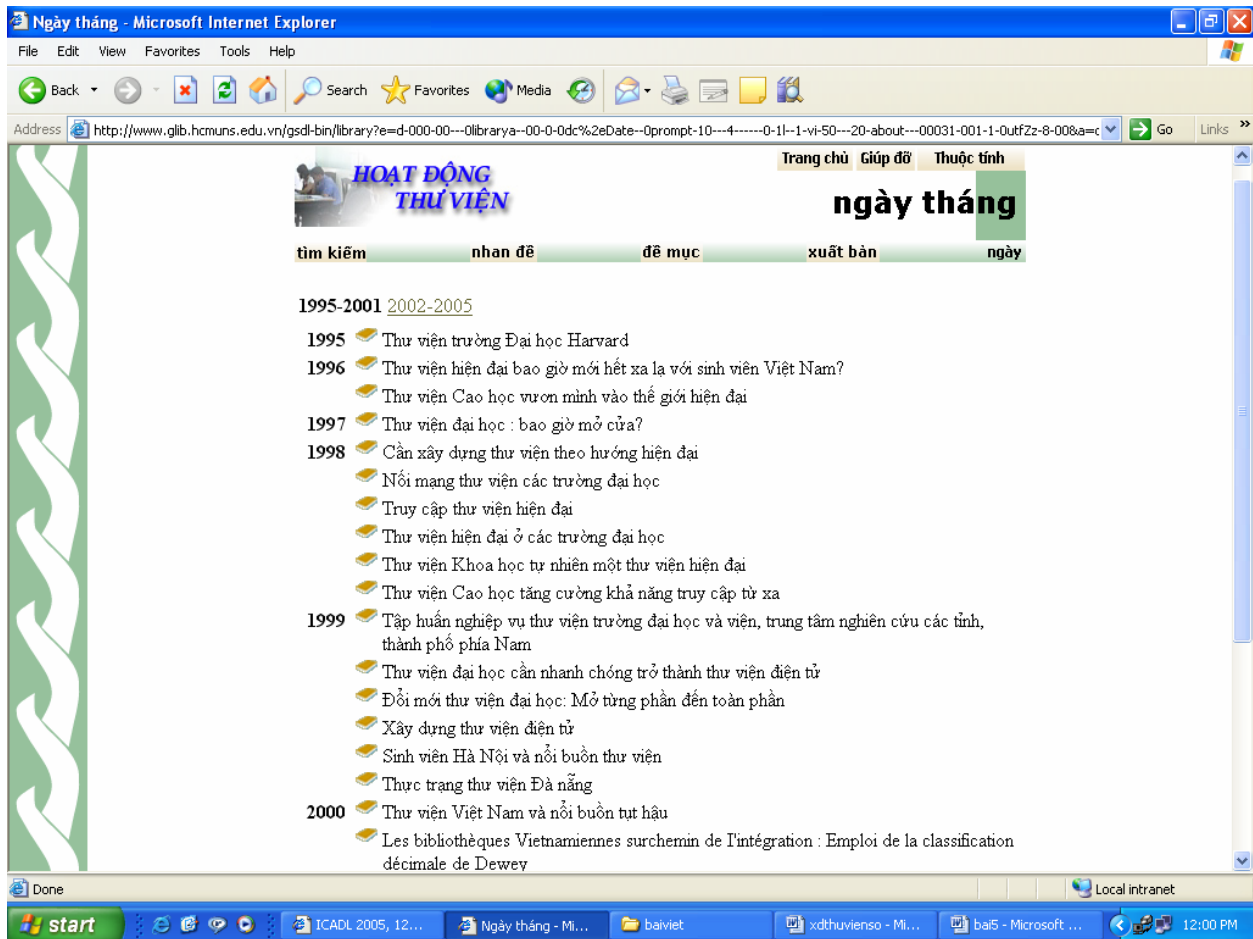 Ngày tháng - Microsoft Internet Explorer
File Edit View Favorites Tools Help
Back Search Favorites Media
Address http://www.glib.hcmuns.edu.vn/gsdl-bin/library?e=d-000-00---0librarya--00-0-0dc%2eDate--0prompt-10---4------0-1l--1-vi-50---20-about---00031-001-1-0utfZz-8-00&a=c Go Links »
Trang chủ Giúp đỡ Thuộc tính
HOẠT ĐỘNG
THƯ VIỆN
ngày tháng
tìm kiếm nhan đề đề mục xuất bản ngày
1995-2001 2002-2005
1995 Thư viện trường Đại học Harvard
1996 Thư viện hiện đại bao giờ mới hết xa lạ với sinh viên Việt Nam?
Thư viện Cao học vươn mình vào thế giới hiện đại
1997 Thư viện đại học : bao giờ mở cửa?
1998 Cần xây dựng thư viện theo hướng hiện đại
Nối mạng thư viện các trường đại học
Truy cập thư viện hiện đại
Thư viện hiện đại ở các trường đại học
Thư viện Khoa học tự nhiên một thư viện hiện đại
Thư viện Cao học tăng cường khả năng truy cập từ xa
1999 Tập huấn nghiệp vụ thư viện trường đại học và viện, trung tâm nghiên cứu các tỉnh,
thành phố phía Nam
Thư viện đại học cần nhanh chóng trở thành thư viện điện tử
Đổi mới thư viện đại học: Mở từng phần đến toàn phần
Xây dựng thư viện điện tử
Sinh viên Hà Nội và nổi buồn thư viện
Thực trạng thư viện Đà nẵng
2000 Thư viện Việt Nam và nổi buồn tụt hậu
Les bibliothèques Vietnamiennes surchemin de I'intégration : Emploi de la classification
décimale de Dewey
Done Local intranet
start ICADL 2005, 12... Ngày tháng - Mi... baiviet xdthuvienso - Mi... bai5 - Microsoft ... 12:00 PM